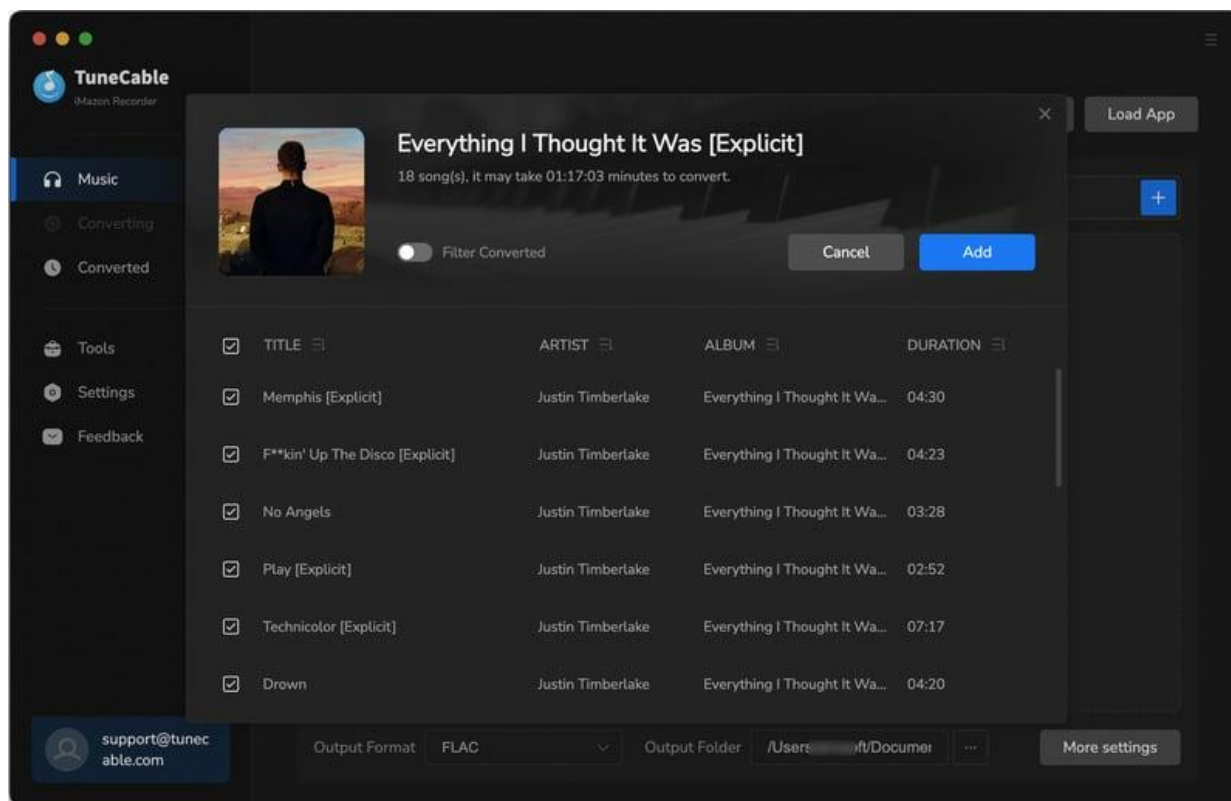 TuneCable
iMazon Recorder
Load App
Everything I Thought It Was [Explicit]
18 song(s), it may take 01:17:03 minutes to convert.
Music
Converting
Filter Converted
Cancel
Add
Converted
Tools
Settings
Feedback
TITLE ARTIST ALBUM DURATION
Memphis [Explicit] Justin Timberlake Everything I Thought It Wa... 04:30
F**kin' Up The Disco [Explicit] Justin Timberlake Everything I Thought It Wa... 04:23
No Angels Justin Timberlake Everything I Thought It Wa... 03:28
Play [Explicit] Justin Timberlake Everything I Thought It Wa... 02:52
Technicolor [Explicit] Justin Timberlake Everything I Thought It Wa... 07:17
Drown Justin Timberlake Everything I Thought It Wa... 04:20
support@tunec
able.com
Output Format FLAC Output Folder /Users ft/Documer ... More settings